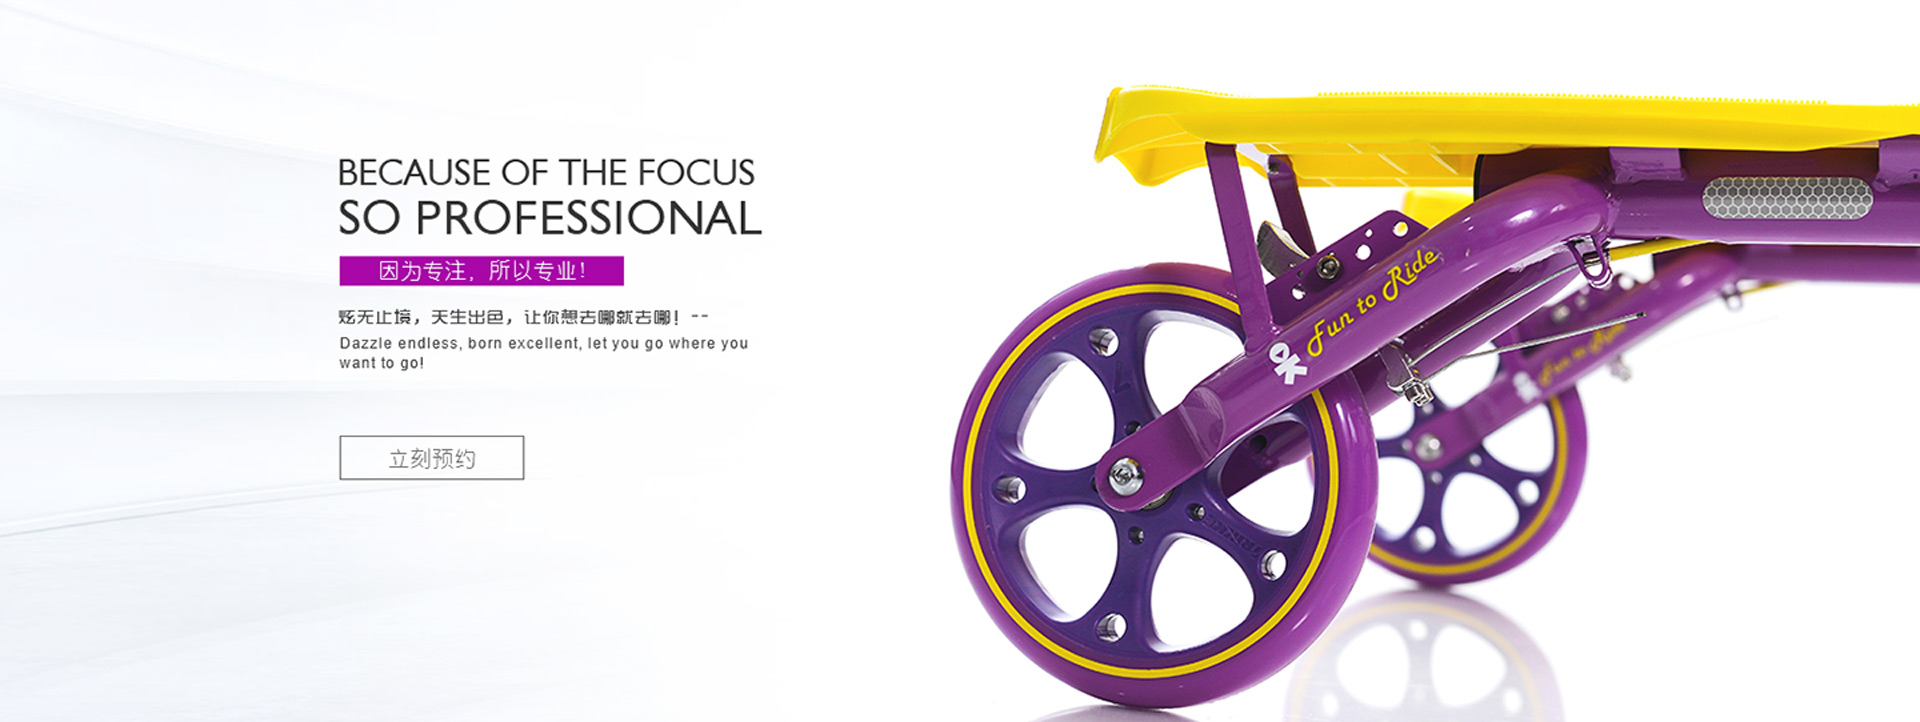 BECAUSE OF THE FOCUS
SO PROFESSIONAL
因为专注，所以专业！
炫无止境，天生出色，让你想去哪就去哪！--
Dazzle endless, born excellent, let you go where you
want to go!
立刻预约
OK Fun to Ride